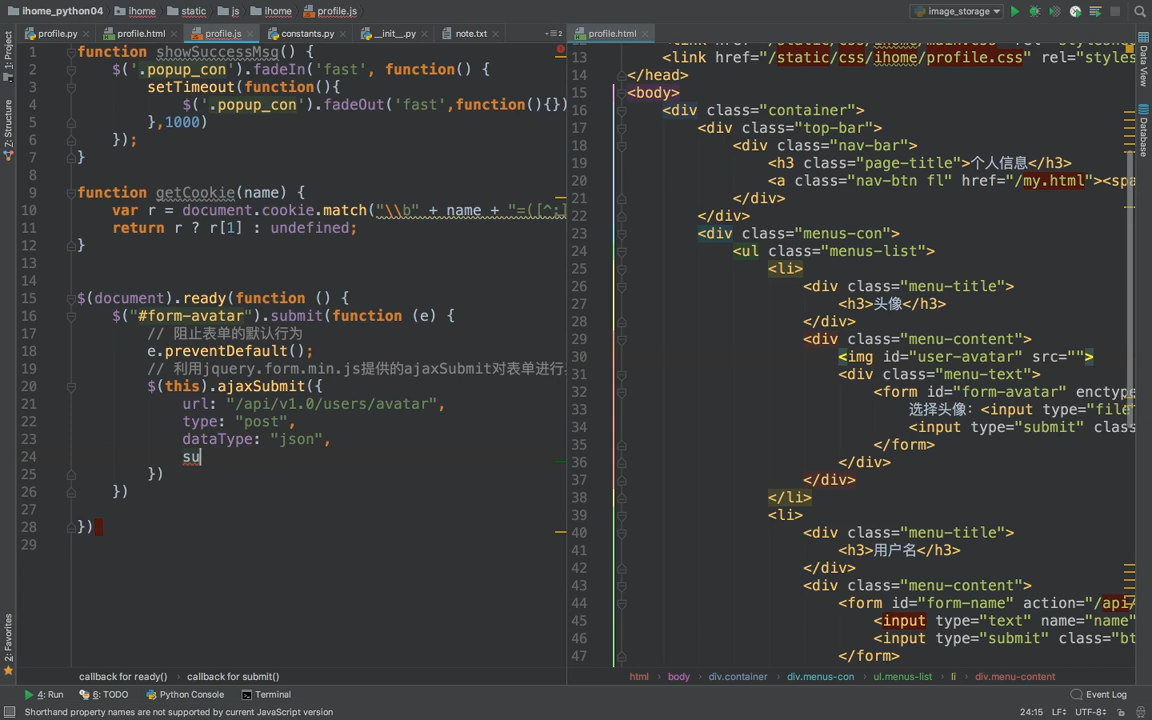 ihome_python04 ihome static js ihome profile.js image_storage
profile.py profile.html profile.js constants.py __init__.py note.txt profile.html
1: Project
Z: Structure
2: Favorites
Data View
Database
1 function showSuccessMsg() {
2 $('.popup_con').fadeIn('fast', function() {
3 setTimeout(function(){
4 $('.popup_con').fadeOut('fast',function(){})
5 },1000)
6 });
7 }
8
9 function getCookie(name) {
10 var r = document.cookie.match("\\b" + name + "=([^;]
11 return r ? r[1] : undefined;
12 }
13
14
15 $(document).ready(function () {
16 $("#form-avatar").submit(function (e) {
17 // 阻止表单的默认行为
18 e.preventDefault();
19 // 利用jquery.form.min.js提供的ajaxSubmit对表单进行
20 $(this).ajaxSubmit({
21 url: "/api/v1.0/users/avatar",
22 type: "post",
23 dataType: "json",
24 su
25 })
26 })
27
28 })
29
13 <link href="/static/css/ihome/profile.css" rel="styles
14 </head>
15 <body>
16 <div class="container">
17 <div class="top-bar">
18 <div class="nav-bar">
19 <h3 class="page-title">个人信息</h3>
20 <a class="nav-btn fl" href="/my.html"><spa
21 </div>
22 </div>
23 <div class="menus-con">
24 <ul class="menus-list">
25 <li>
26 <div class="menu-title">
27 <h3>头像</h3>
28 </div>
29 <div class="menu-content">
30 <img id="user-avatar" src="">
31 <div class="menu-text">
32 <form id="form-avatar" enctype
33 选择头像：<input type="file"
34 <input type="submit" class
35 </form>
36 </div>
37 </div>
38 </li>
39 <li>
40 <div class="menu-title">
41 <h3>用户名</h3>
42 </div>
43 <div class="menu-content">
44 <form id="form-name" action="/api/
45 <input type="text" name="name"
46 <input type="submit" class="bt
47 </form>
callback for ready() callback for submit()
html body div.container div.menus-con ul.menus-list li div.menu-content
4: Run 6: TODO Python Console Terminal Event Log
Shorthand property names are not supported by current JavaScript version 24:15 LF UTF-8